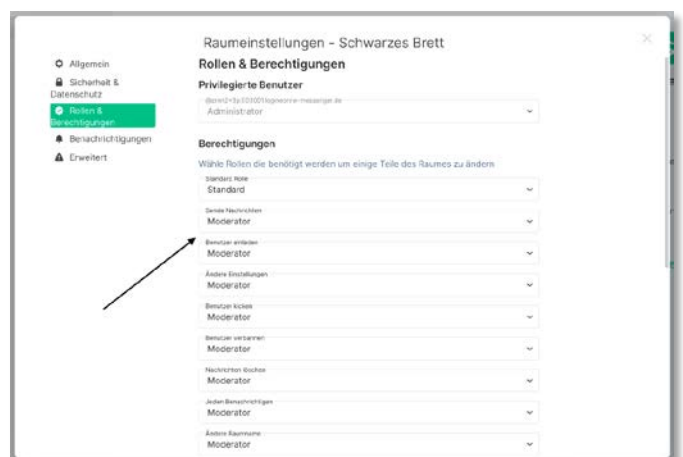 Raumeinstellungen - Schwarzes Brett
Allgemein
Sicherheit &
Datenschutz
Rollen &
Berechtigungen
Benachrichtigungen
Erweitert
Rollen & Berechtigungen
Privilegierte Benutzer
Administrator
Berechtigungen
Wähle Rollen die benötigt werden um einige Teile des Raumes zu ändern
Standard Rolle
Standard
Sende Nachrichten
Moderator
Benutzer einladen
Moderator
Ändere Einstellungen
Moderator
Benutzer kicken
Moderator
Benutzer verbannen
Moderator
Nachrichten löschen
Moderator
Jeden Benachrichtigen
Moderator
Ändere Raumname
Moderator